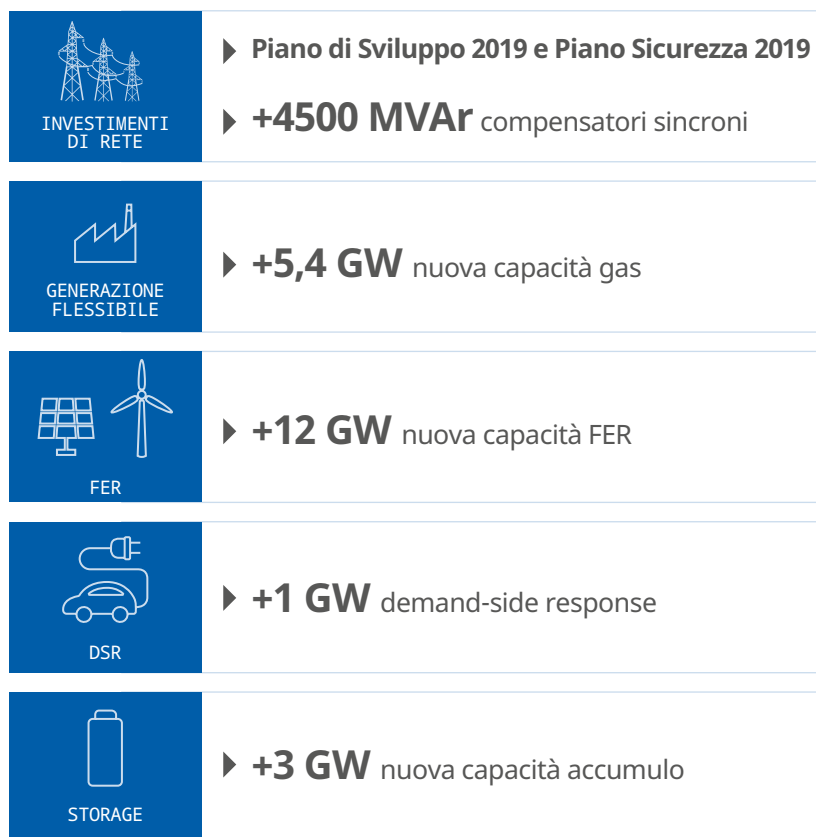 INVESTIMENTI
DI RETE
Piano di Sviluppo 2019 e Piano Sicurezza 2019
+4500 MVAr compensatori sincroni
GENERAZIONE
FLESSIBILE
+5,4 GW nuova capacità gas
FER
+12 GW nuova capacità FER
DSR
+1 GW demand-side response
STORAGE
+3 GW nuova capacità accumulo